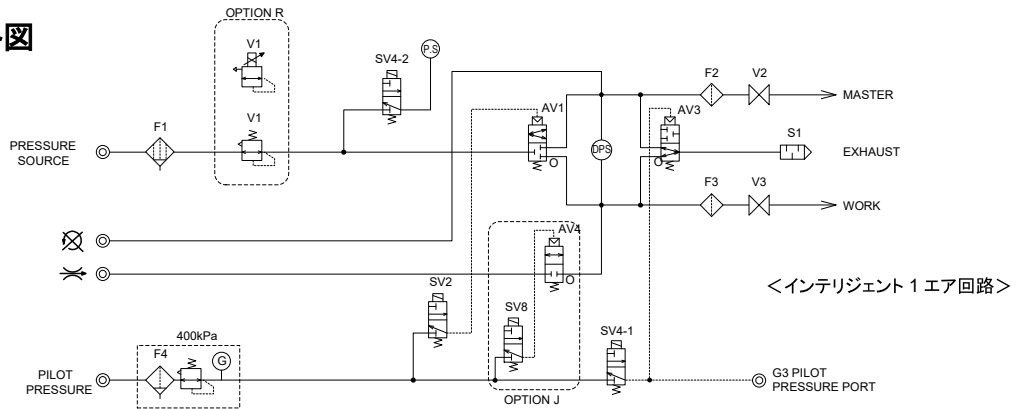 図
OPTION R
V1
SV4-2
P.S
F2
V2
MASTER
F1
V1
AV1
AV3
S1
PRESSURE
SOURCE
DPS
EXHAUST
O
O
F3
V3
WORK
AV4
O
SV2
SV8
SV4-1
＜インテリジェント 1 エア回路＞
400kPa
F4
G
PILOT
PRESSURE
G3 PILOT
PRESSURE PORT
OPTION J